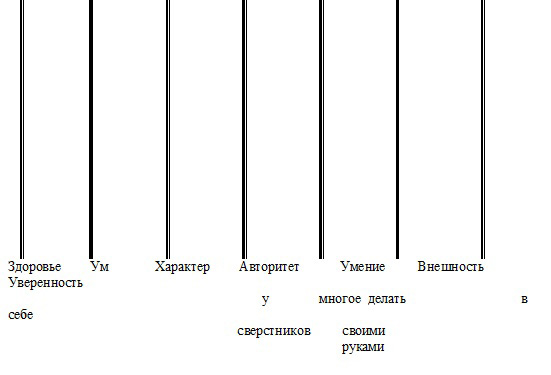 Здоровье Ум Характер Авторитет Умение Внешность
Уверенность
у многое делать в
себе
сверстников своими
руками